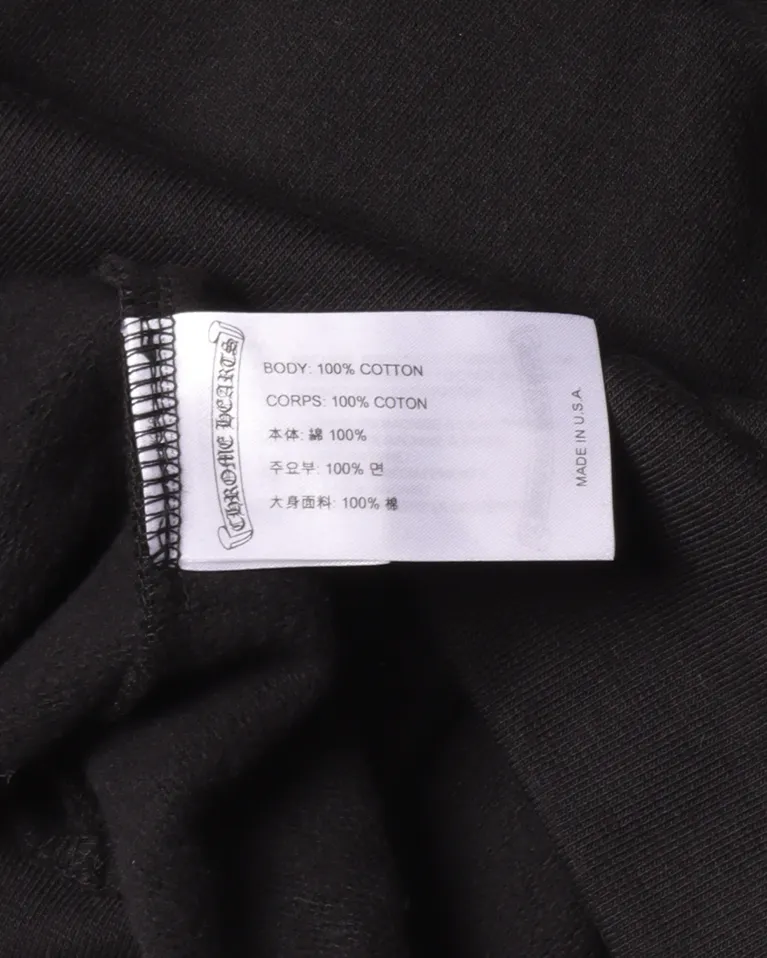 CHROME HEARTS
BODY: 100% COTTON
CORPS: 100% COTON
本体: 綿 100%
주요부: 100% 면
大身面料: 100% 棉
MADE IN U.S.A.